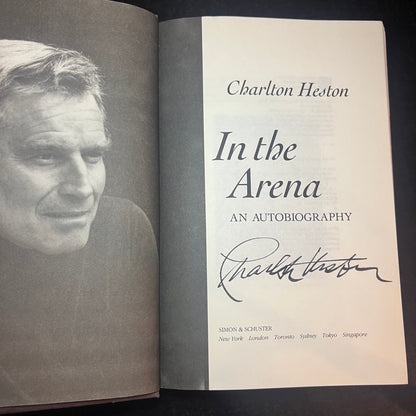 Charlton Heston
In the
Arena
AN AUTOBIOGRAPHY
Charlton Heston
SIMON & SCHUSTER
New York London Toronto Sydney Tokyo Singapore